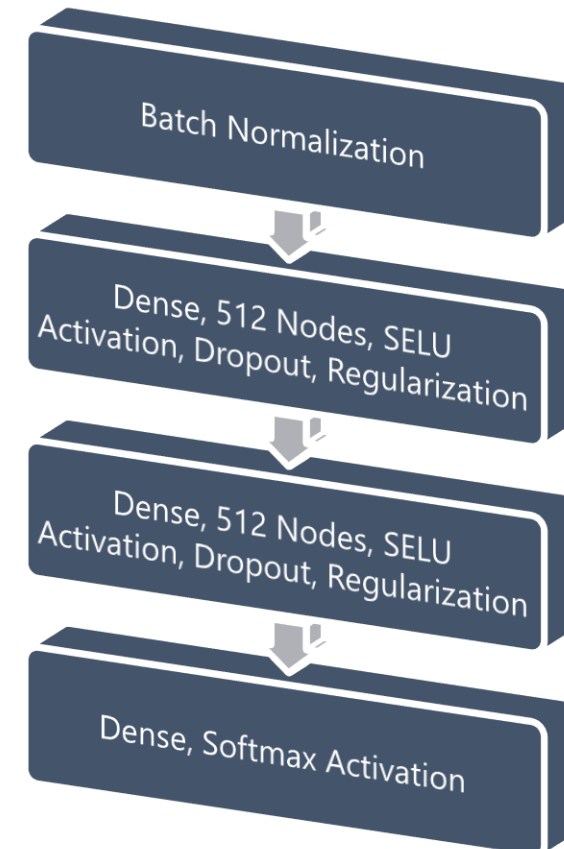 Batch Normalization
Dense, 512 Nodes, SELU
Activation, Dropout, Regularization
Dense, 512 Nodes, SELU
Activation, Dropout, Regularization
Dense, Softmax Activation